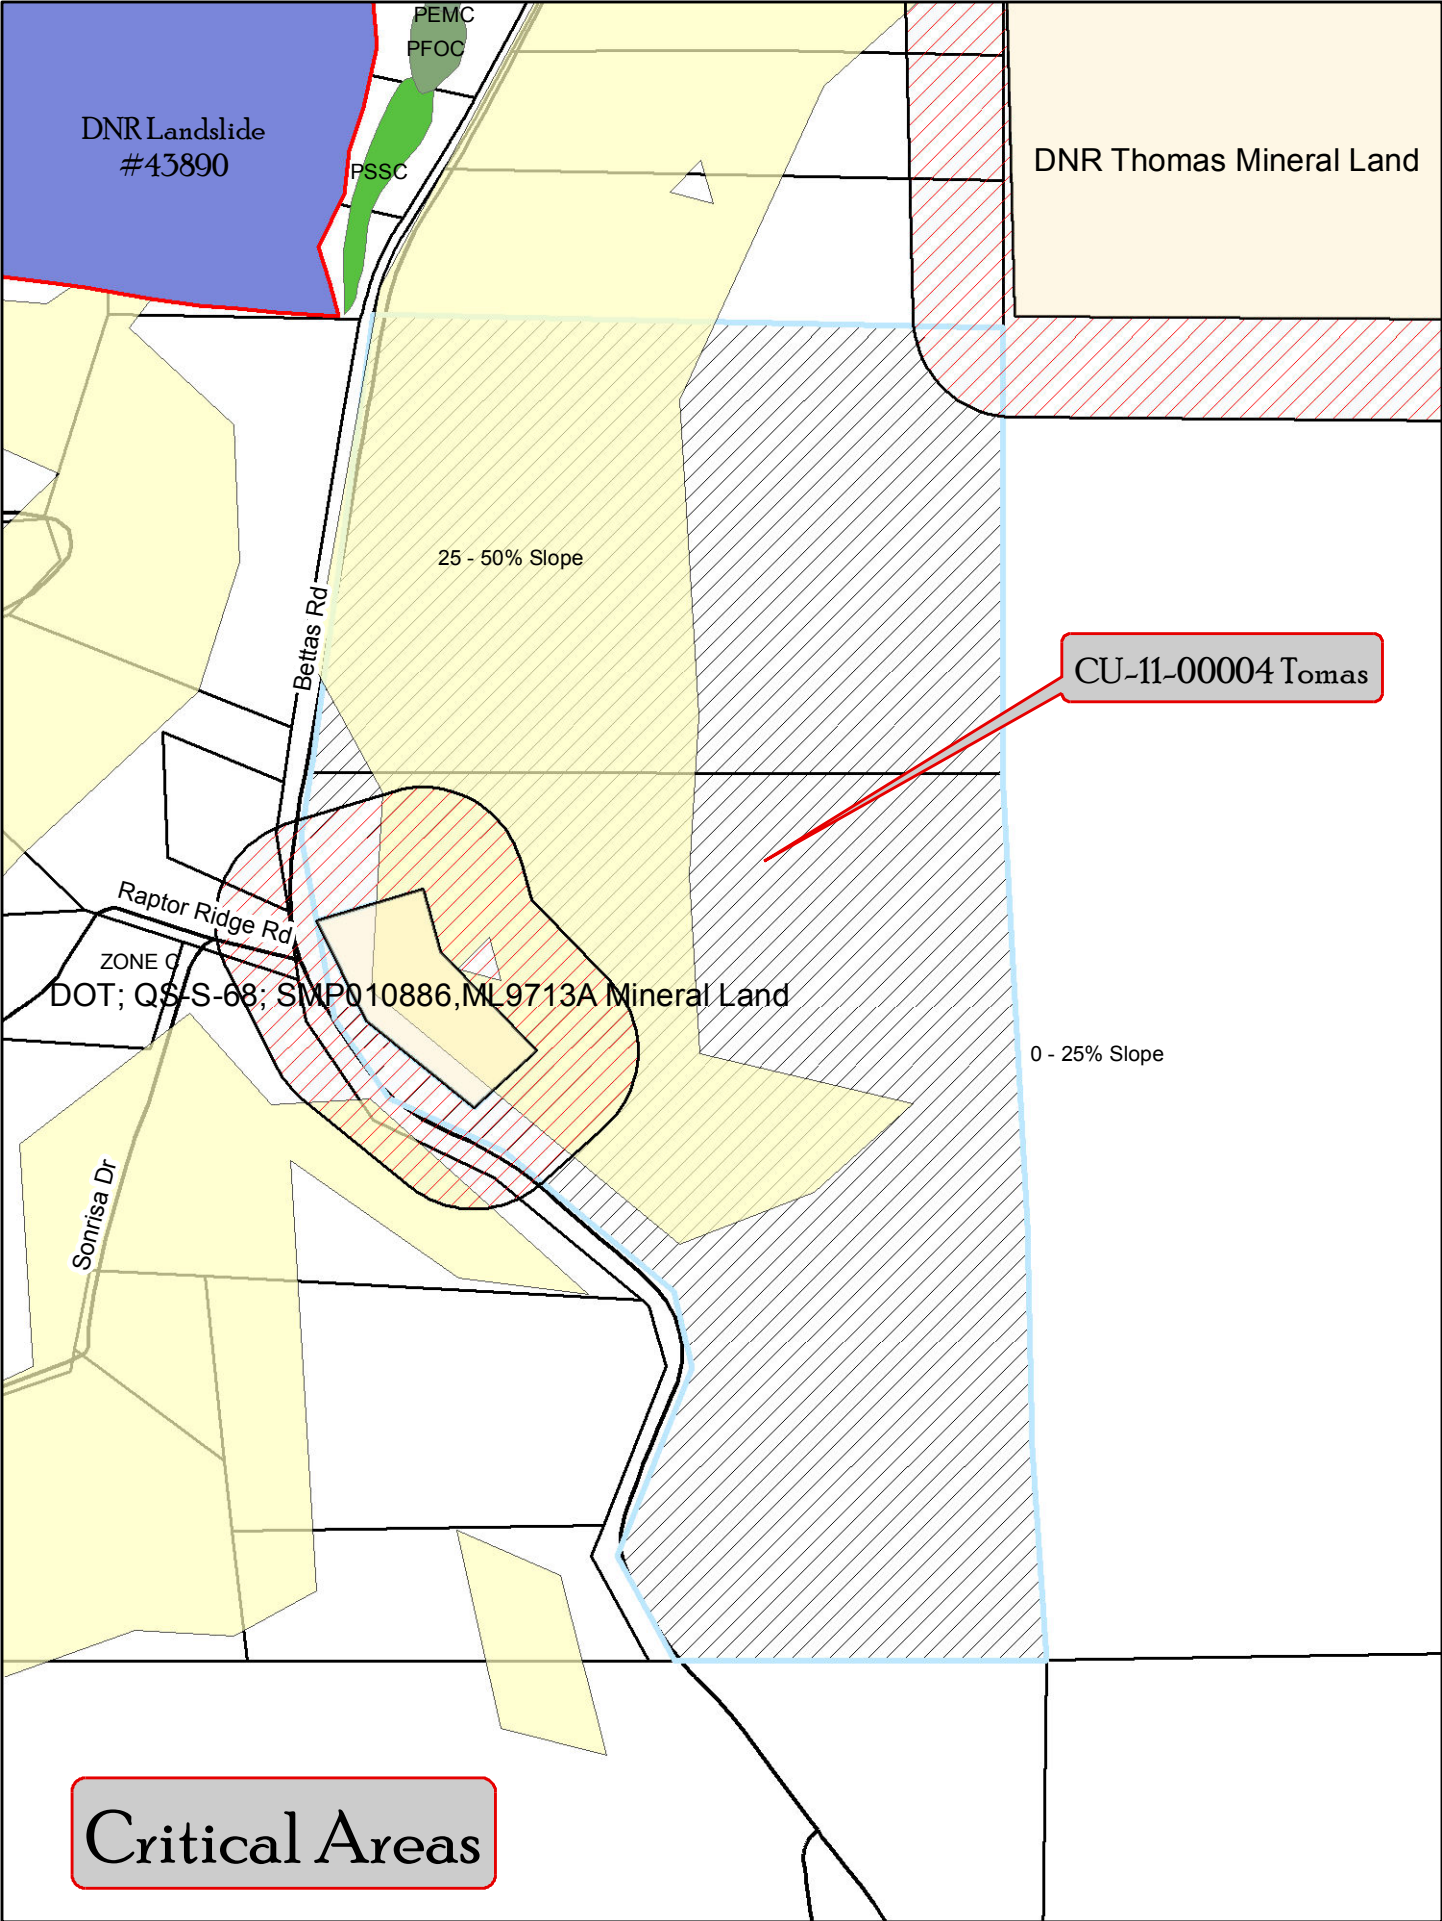 PEMC
PFOC
DNR Landslide
#43890
DNR Thomas Mineral Land
PSSC
25 - 50% Slope
Bettas Rd
CU-11-00004 Tomas
Raptor Ridge Rd
ZONE C
DOT; QS-S-68; SMP010886,ML9713A Mineral Land
0 - 25% Slope
Sonrisa Dr
Critical Areas